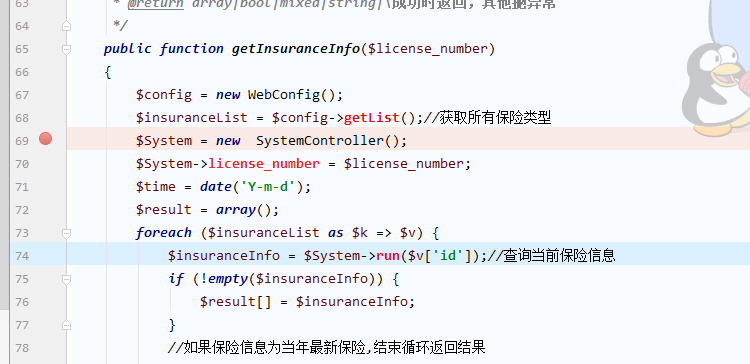 63 * @return array|bool|mixed|string|\成功时返回，其他抛异常
64 */
65 public function getInsuranceInfo($license_number)
66 {
67 $config = new WebConfig();
68 $insuranceList = $config->getList();//获取所有保险类型
69 $System = new  SystemController();
70 $System->license_number = $license_number;
71 $time = date('Y-m-d');
72 $result = array();
73 foreach ($insuranceList as $k => $v) {
74 $insuranceInfo = $System->run($v['id']);//查询当前保险信息
75 if (!empty($insuranceInfo)) {
76 $result[] = $insuranceInfo;
77 }
78 //如果保险信息为当年最新保险,结束循环返回结果